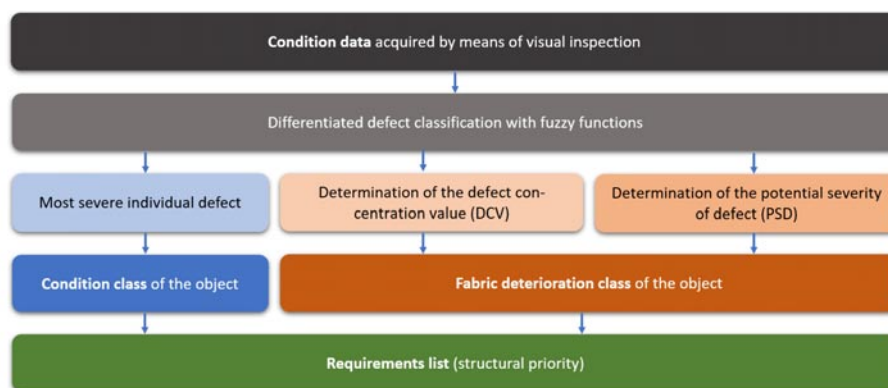 Condition data acquired by means of visual inspection
Differentiated defect classification with fuzzy functions
Most severe individual defect
Determination of the defect con-
centration value (DCV)
Determination of the potential severity
of defect (PSD)
Condition class of the object
Fabric deterioration class of the object
Requirements list (structural priority)